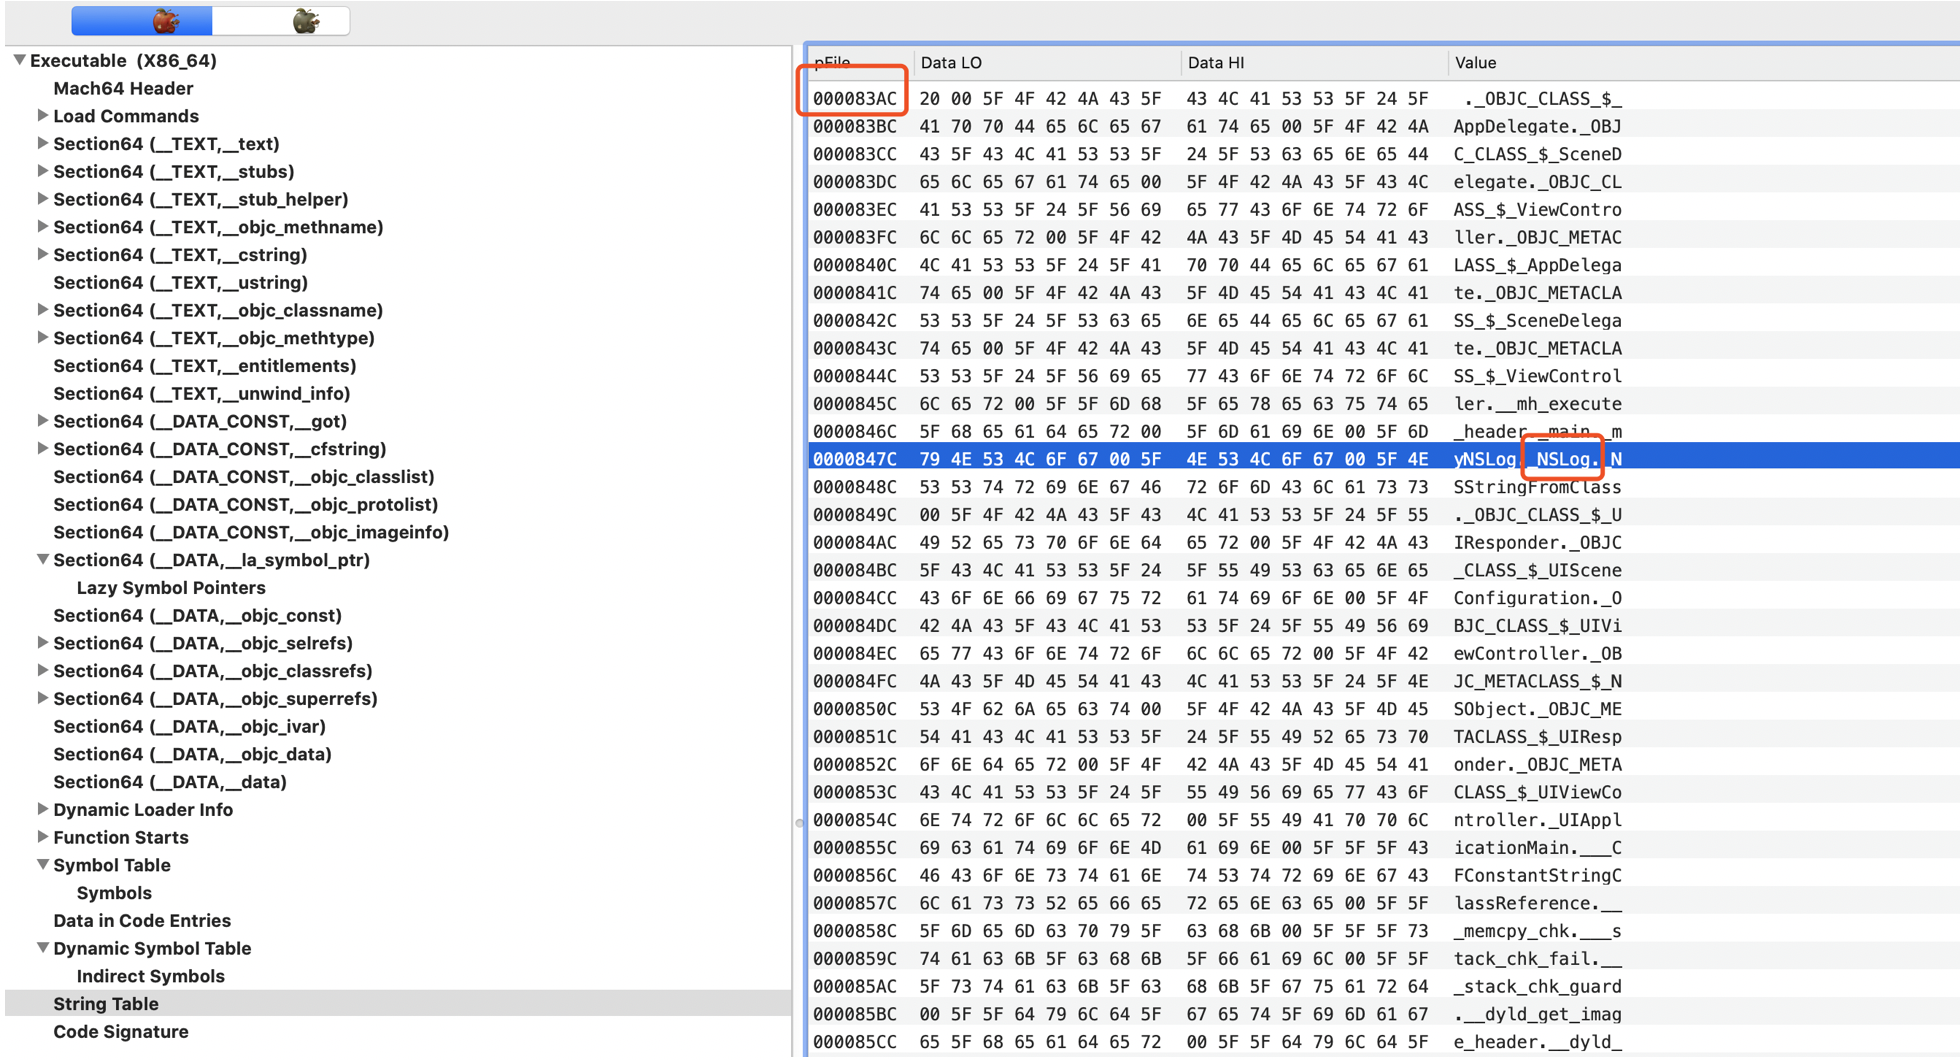 Executable (X86_64)
Mach64 Header
Load Commands
Section64 (__TEXT,__text)
Section64 (__TEXT,__stubs)
Section64 (__TEXT,__stub_helper)
Section64 (__TEXT,__objc_methname)
Section64 (__TEXT,__cstring)
Section64 (__TEXT,__ustring)
Section64 (__TEXT,__objc_classname)
Section64 (__TEXT,__objc_methtype)
Section64 (__TEXT,__entitlements)
Section64 (__TEXT,__unwind_info)
Section64 (__DATA_CONST,__got)
Section64 (__DATA_CONST,__cfstring)
Section64 (__DATA_CONST,__objc_classlist)
Section64 (__DATA_CONST,__objc_protolist)
Section64 (__DATA_CONST,__objc_imageinfo)
Section64 (__DATA,__la_symbol_ptr)
Lazy Symbol Pointers
Section64 (__DATA,__objc_const)
Section64 (__DATA,__objc_selrefs)
Section64 (__DATA,__objc_classrefs)
Section64 (__DATA,__objc_superrefs)
Section64 (__DATA,__objc_ivar)
Section64 (__DATA,__objc_data)
Section64 (__DATA,__data)
Dynamic Loader Info
Function Starts
Symbol Table
Symbols
Data in Code Entries
Dynamic Symbol Table
Indirect Symbols
String Table
Code Signature
pFile Data LO Data HI Value
000083AC 20 00 5F 4F 42 4A 43 5F 43 4C 41 53 53 5F 24 5F ._OBJC_CLASS_$_
000083BC 41 70 70 44 65 6C 65 67 61 74 65 00 5F 4F 42 4A AppDelegate._OBJ
000083CC 43 5F 43 4C 41 53 53 5F 24 5F 53 63 65 6E 65 44 C_CLASS_$_SceneD
000083DC 65 6C 65 67 61 74 65 00 5F 4F 42 4A 43 5F 43 4C elegate._OBJC_CL
000083EC 41 53 53 5F 24 5F 56 69 65 77 43 6F 6E 74 72 6F ASS_$_ViewContro
000083FC 6C 6C 65 72 00 5F 4F 42 4A 43 5F 4D 45 54 41 43 ller._OBJC_METAC
0000840C 4C 41 53 53 5F 24 5F 41 70 70 44 65 6C 65 67 61 LASS_$_AppDelega
0000841C 74 65 00 5F 4F 42 4A 43 5F 4D 45 54 41 43 4C 41 te._OBJC_METACLA
0000842C 53 53 5F 24 5F 53 63 65 6E 65 44 65 6C 65 67 61 SS_$_SceneDelega
0000843C 74 65 00 5F 4F 42 4A 43 5F 4D 45 54 41 43 4C 41 te._OBJC_METACLA
0000844C 53 53 5F 24 5F 56 69 65 77 43 6F 6E 74 72 6F 6C SS_$_ViewControl
0000845C 6C 65 72 00 5F 5F 6D 68 5F 65 78 65 63 75 74 65 ler.__mh_execute
0000846C 5F 68 65 61 64 65 72 00 5F 6D 61 69 6E 00 5F 6D _header._main._m
0000847C 79 4E 53 4C 6F 67 00 5F 4E 53 4C 6F 67 00 5F 4E yNSLog._NSLog._N
0000848C 53 53 74 72 69 6E 67 46 72 6F 6D 43 6C 61 73 73 SStringFromClass
0000849C 00 5F 4F 42 4A 43 5F 43 4C 41 53 53 5F 24 5F 55 ._OBJC_CLASS_$_U
000084AC 49 52 65 73 70 6F 6E 64 65 72 00 5F 4F 42 4A 43 IResponder._OBJC
000084BC 5F 43 4C 41 53 53 5F 24 5F 55 49 53 63 65 6E 65 _CLASS_$_UIScene
000084CC 43 6F 6E 66 69 67 75 72 61 74 69 6F 6E 00 5F 4F Configuration._O
000084DC 42 4A 43 5F 43 4C 41 53 53 5F 24 5F 55 49 56 69 BJC_CLASS_$_UIVi
000084EC 65 77 43 6F 6E 74 72 6F 6C 6C 65 72 00 5F 4F 42 ewController._OB
000084FC 4A 43 5F 4D 45 54 41 43 4C 41 53 53 5F 24 5F 4E JC_METACLASS_$_N
0000850C 53 4F 62 6A 65 63 74 00 5F 4F 42 4A 43 5F 4D 45 SObject._OBJC_ME
0000851C 54 41 43 4C 41 53 53 5F 24 5F 55 49 52 65 73 70 TACLASS_$_UIResp
0000852C 6F 6E 64 65 72 00 5F 4F 42 4A 43 5F 4D 45 54 41 onder._OBJC_META
0000853C 43 4C 41 53 53 5F 24 5F 55 49 56 69 65 77 43 6F CLASS_$_UIViewCo
0000854C 6E 74 72 6F 6C 6C 65 72 00 5F 55 49 41 70 70 6C ntroller._UIAppl
0000855C 69 63 61 74 69 6F 6E 4D 61 69 6E 00 5F 5F 5F 43 icationMain.___C
0000856C 46 43 6F 6E 73 74 61 6E 74 53 74 72 69 6E 67 43 FConstantStringC
0000857C 6C 61 73 73 52 65 66 65 72 65 6E 63 65 00 5F 5F lassReference.__
0000858C 5F 6D 65 6D 63 70 79 5F 63 68 6B 00 5F 5F 5F 73 _memcpy_chk.___s
0000859C 74 61 63 6B 5F 63 68 6B 5F 66 61 69 6C 00 5F 5F tack_chk_fail.__
000085AC 5F 73 74 61 63 6B 5F 63 68 6B 5F 67 75 61 72 64 _stack_chk_guard
000085BC 00 5F 5F 64 79 6C 64 5F 67 65 74 5F 69 6D 61 67 .__dyld_get_imag
000085CC 65 5F 68 65 61 64 65 72 00 5F 5F 64 79 6C 64 5F e_header.__dyld_